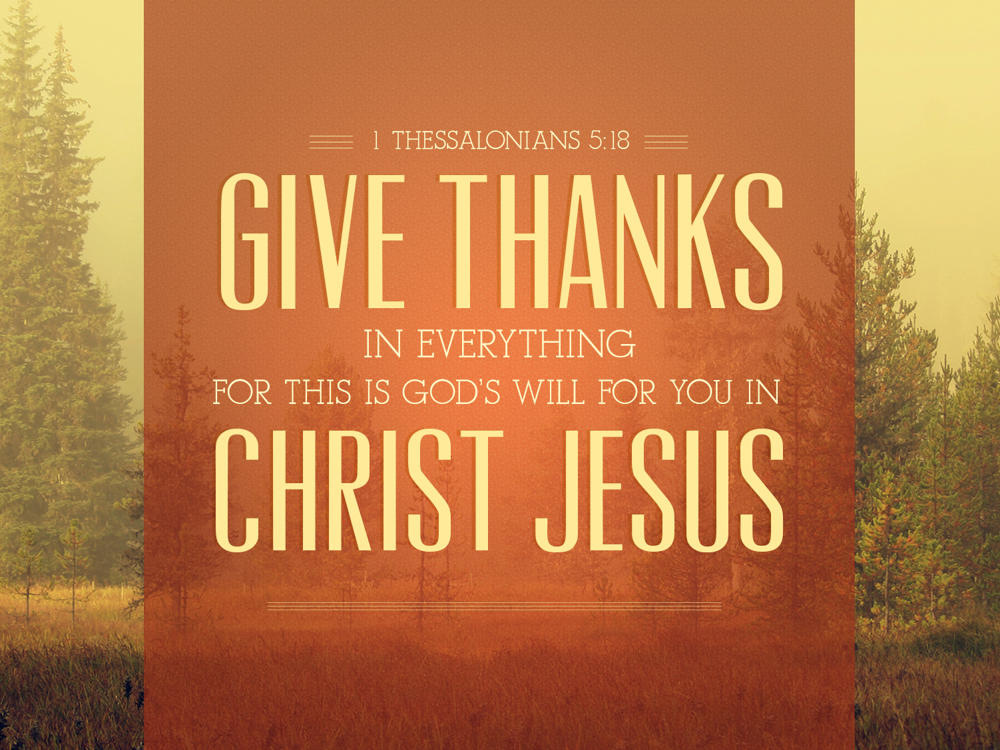 1 THESSALONIANS 5:18
GIVE THANKS
IN EVERYTHING
FOR THIS IS GOD'S WILL FOR YOU IN
CHRIST JESUS